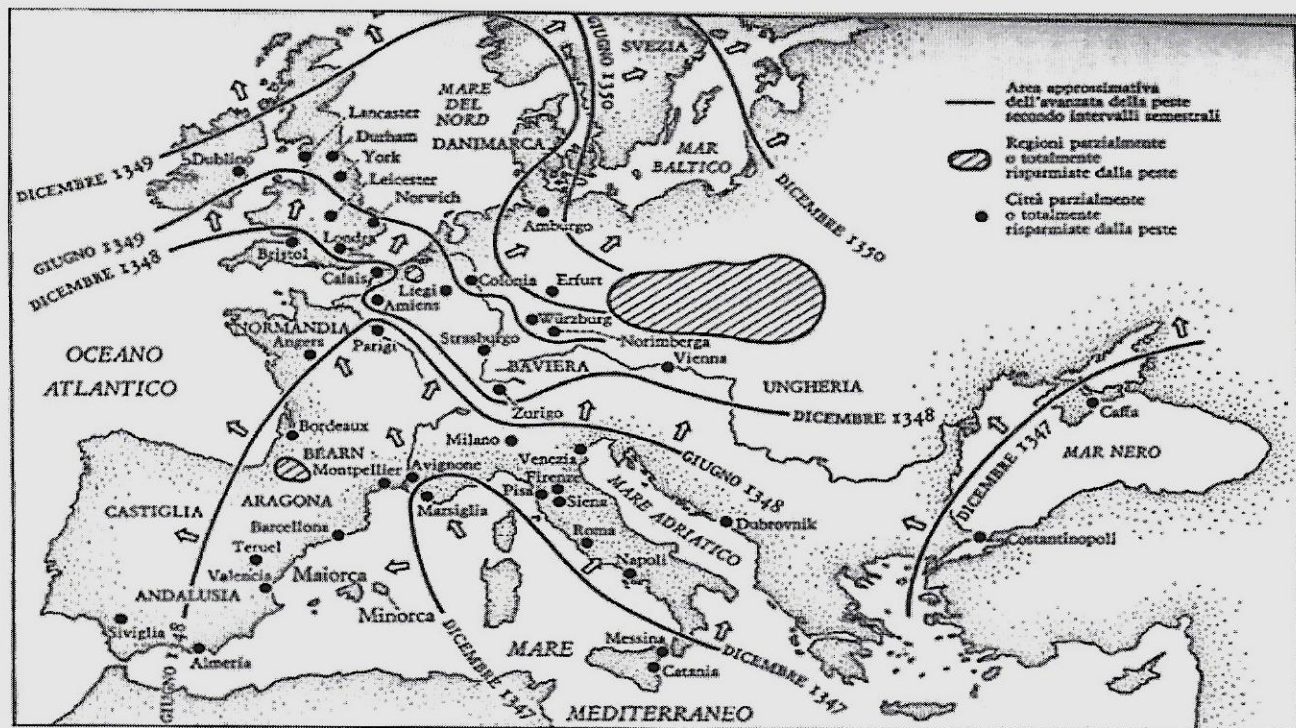 GIUGNO 1350
SVEZIA
MARE
DEL
NORD
DANIMARCA
MAR
BALTICO
Area approssimativa
dell'avanzata della peste
secondo intervalli semestrali
Regioni parzialmente
o totalmente
risparmiate dalla peste
Città parzialmente
o totalmente
risparmiate dalla peste
DICEMBRE 1350
Lancaster
Durham
York
Leicester
Norwich
Dublino
DICEMBRE 1349
GIUGNO 1349
DICEMBRE 1348
Londra
Bristol
Calais
Amburgo
Liegi
Colonia
Erfurt
Amiens
Würzburg
Norimberga
NORMANDIA
Angers
Parigi
Strasburgo
BAVIERA
Vienna
OCEANO
ATLANTICO
UNGHERIA
Zurigo
DICEMBRE 1348
Caffa
Bordeaux
Milano
Venezia
GIUGNO 1348
DICEMBRE 1347
MAR NERO
BÉARN
Montpellier
Avignone
Firenze
Pisa
Siena
MARE ADRIATICO
Marsiglia
CASTIGLIA
ARAGONA
Dubrovnik
Barcellona
Roma
Costantinopoli
Teruel
Napoli
Valencia
Maiorca
ANDALUSIA
Minorca
Siviglia
DICEMBRE 1347
MARE
Messina
DICEMBRE 1347
Almeria
Catania
GIUGNO 1348
MEDITERRANEO